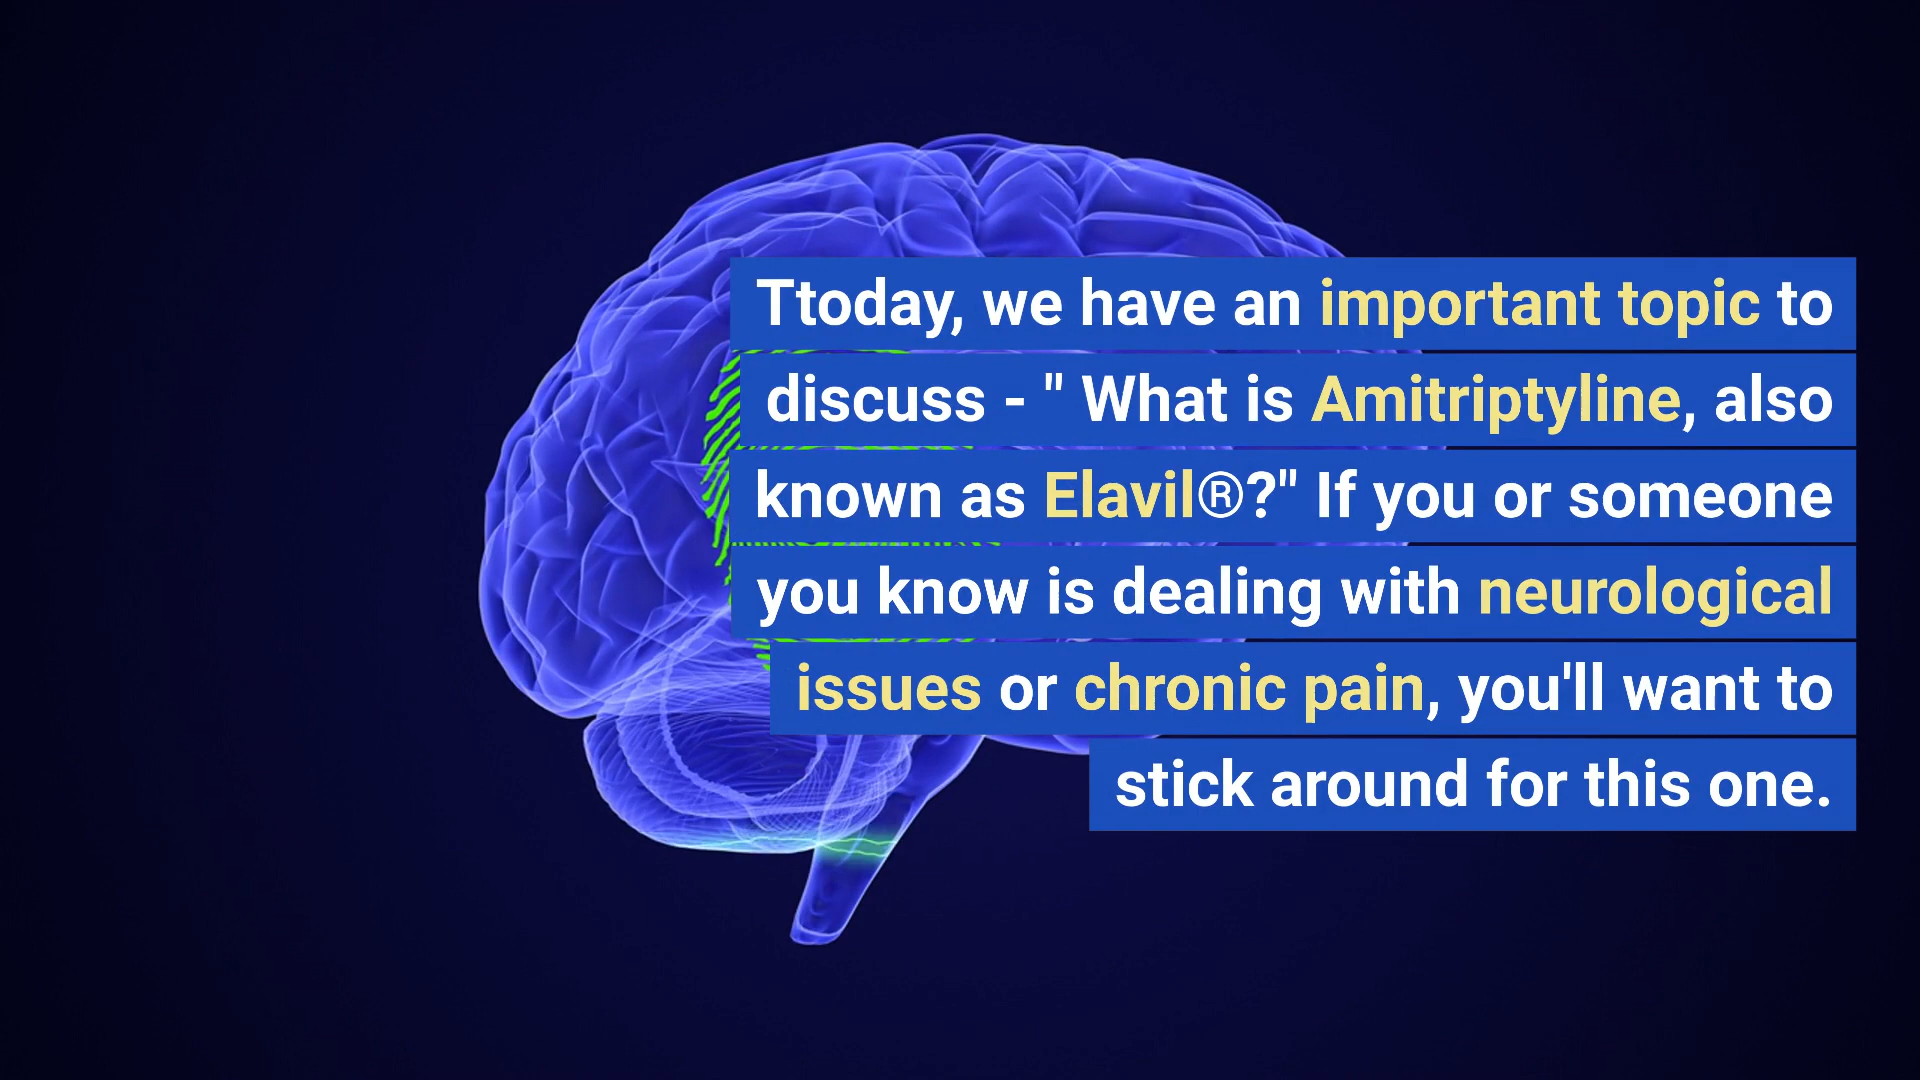 Ttoday, we have an important topic to
discuss - " What is Amitriptyline, also
known as Elavil®?" If you or someone
you know is dealing with neurological
issues or chronic pain, you'll want to
stick around for this one.